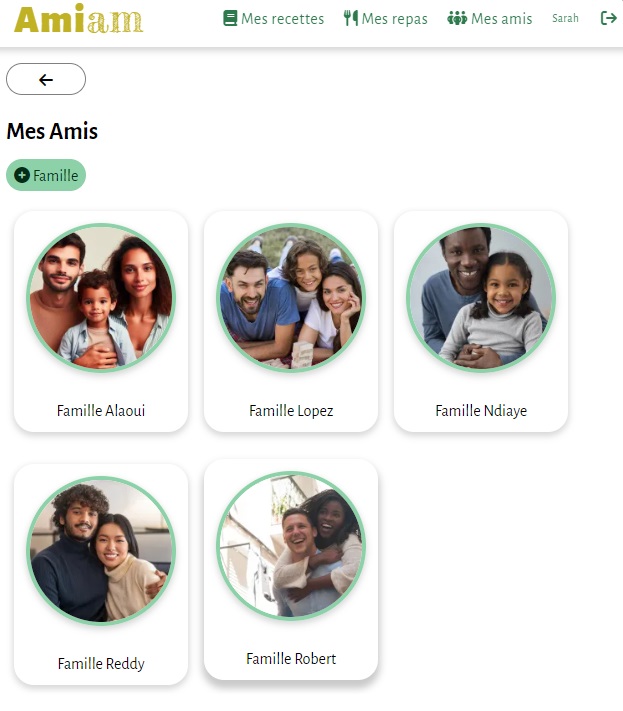 Amiam
Mes recettes Mes repas Mes amis Sarah
Mes Amis
Famille
Famille Alaoui Famille Lopez Famille Ndiaye
Famille Reddy Famille Robert